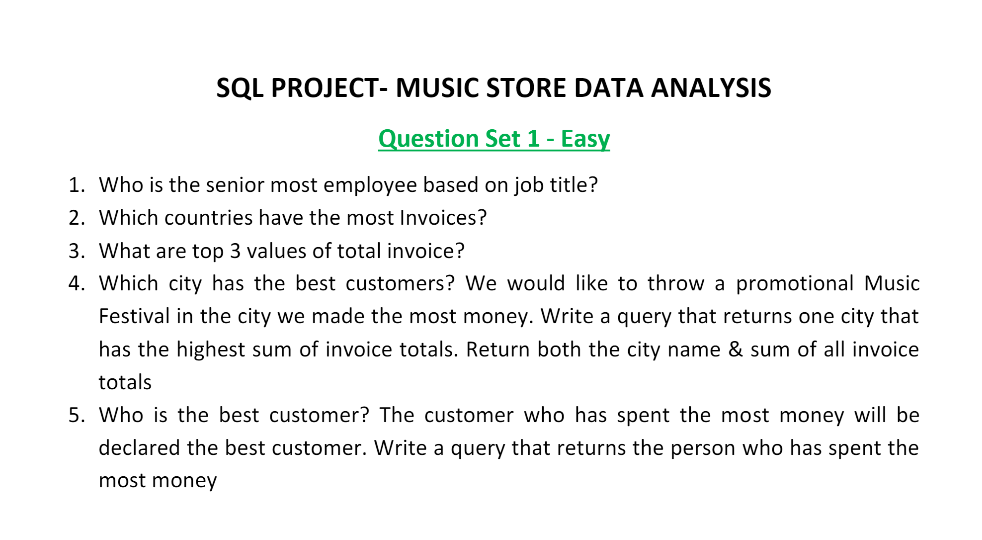 SQL PROJECT- MUSIC STORE DATA ANALYSIS
Question Set 1 - Easy
1. Who is the senior most employee based on job title?
2. Which countries have the most Invoices?
3. What are top 3 values of total invoice?
4. Which city has the best customers? We would like to throw a promotional Music
Festival in the city we made the most money. Write a query that returns one city that
has the highest sum of invoice totals. Return both the city name & sum of all invoice
totals
5. Who is the best customer? The customer who has spent the most money will be
declared the best customer. Write a query that returns the person who has spent the
most money